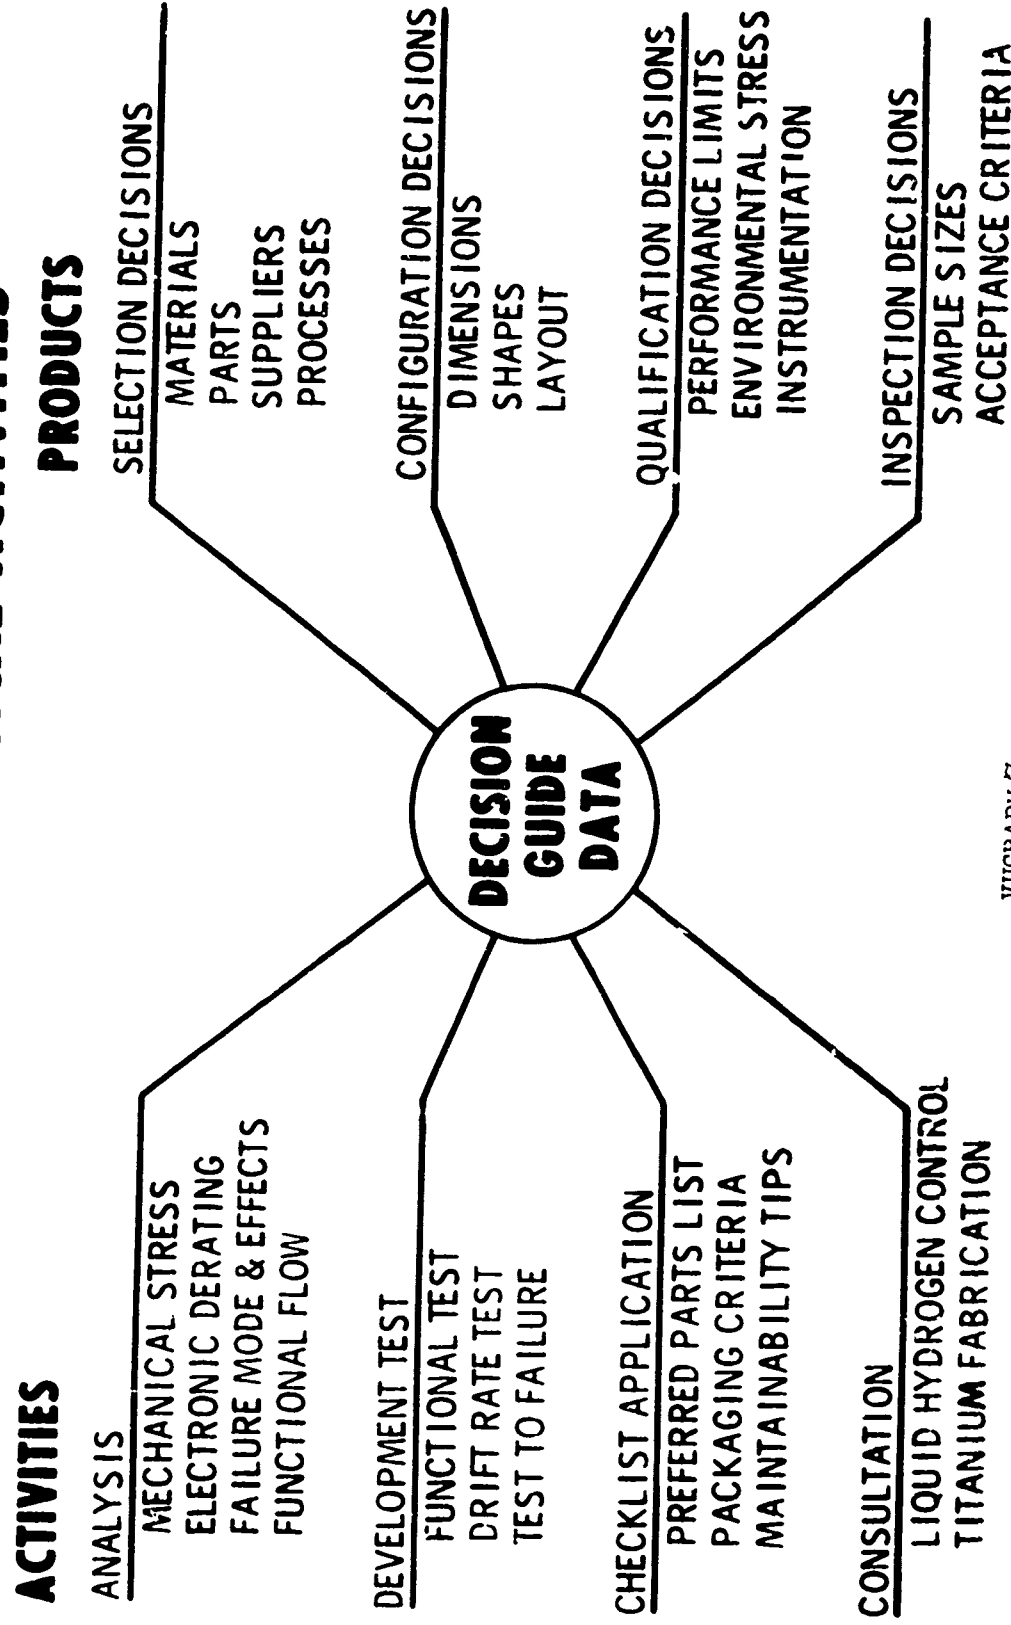 ACTIVITIES
ANALYSIS
MECHANICAL STRESS
ELECTRONIC DERATING
FAILURE MODE & EFFECTS
FUNCTIONAL FLOW
DEVELOPMENT TEST
FUNCTIONAL TEST
DRIFT RATE TEST
TEST TO FAILURE
CHECKLIST APPLICATION
PREFERRED PARTS LIST
PACKAGING CRITERIA
MAINTAINABILITY TIPS
CONSULTATION
LIQUID HYDROGEN CONTROL
TITANIUM FABRICATION
DECISION
GUIDE
DATA
PRODUCTS
SELECTION DECISIONS
MATERIALS
PARTS
SUPPLIERS
PROCESSES
CONFIGURATION DECISIONS
DIMENSIONS
SHAPES
LAYOUT
QUALIFICATION DECISIONS
PERFORMANCE LIMITS
ENVIRONMENTAL STRESS
INSTRUMENTATION
INSPECTION DECISIONS
SAMPLE SIZES
ACCEPTANCE CRITERIA